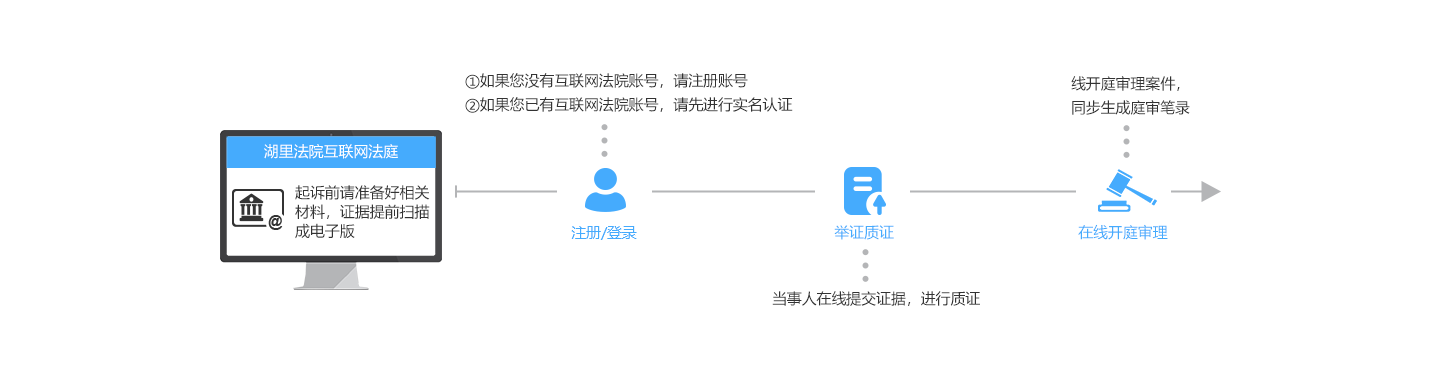 ①如果您没有互联网法院账号，请注册账号
②如果您已有互联网法院账号，请先进行实名认证
线开庭审理案件，
同步生成庭审笔录
湖里法院互联网法庭
起诉前请准备好相关
材料，证据提前扫描
成电子版
@
注册/登录
举证质证
在线开庭审理
当事人在线提交证据，进行质证